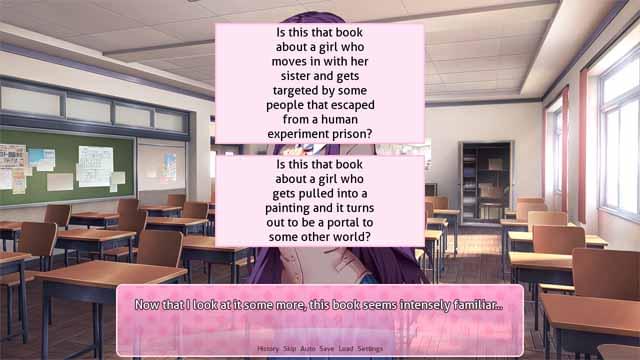 Is this that book
about a girl who
moves in with her
sister and gets
targeted by some
people that escaped
from a human
experiment prison?
Is this that book
about a girl who
gets pulled into a
painting and it turns
out to be a portal to
some other world?
Now that I look at it some more, this book seems intensely familiar...
History Skip Auto Save Load Settings